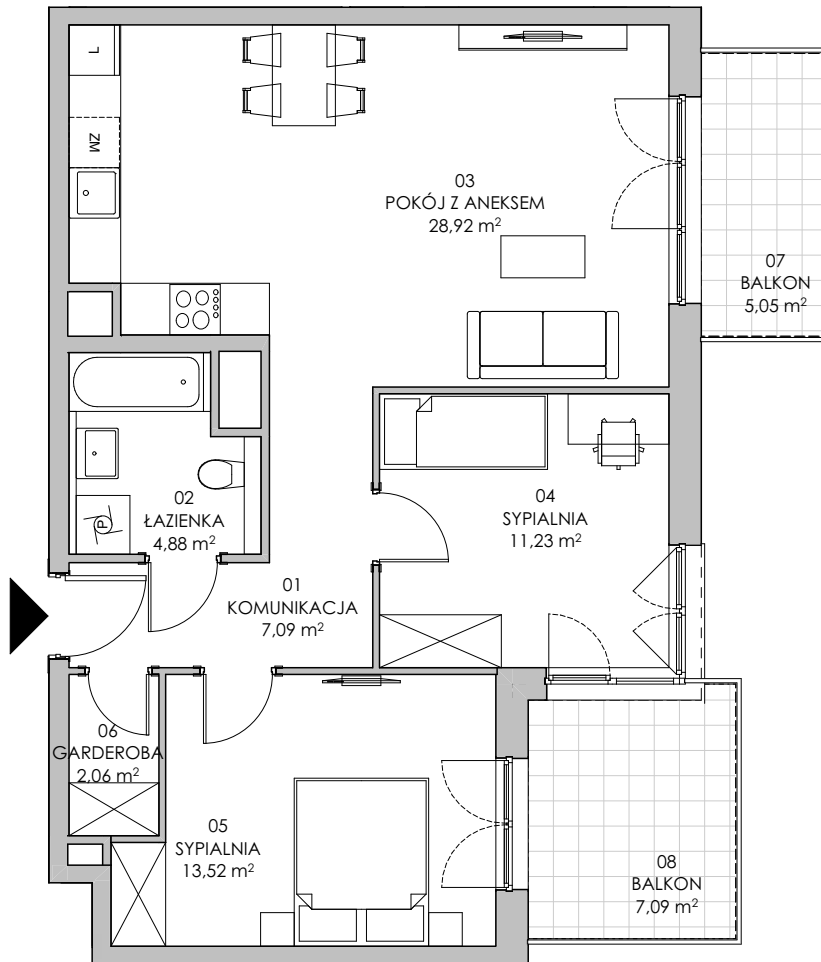 L
ZM
03
POKÓJ Z ANEKSEM
28,92 m²
07
BALKON
5,05 m²
02
ŁAZIENKA
4,88 m²
P
04
SYPIALNIA
11,23 m²
01
KOMUNIKACJA
7,09 m²
06
GARDEROBA
2,06 m²
05
SYPIALNIA
13,52 m²
08
BALKON
7,09 m²